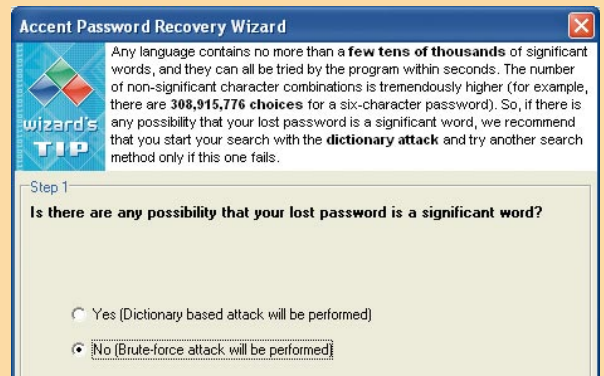 Accent Password Recovery Wizard
Any language contains no more than a few tens of thousands of significant
words, and they can all be tried by the program within seconds. The number
of non-significant character combinations is tremendously higher (for example,
there are 308,915,776 choices for a six-character password). So, if there is
any possibility that your lost password is a significant word, we recommend
that you start your search with the dictionary attack and try another search
method only if this one fails.
wizard's
TIP
Step 1
Is there are any possibility that your lost password is a significant word?
Yes (Dictionary based attack will be performed)
No (Brute-force attack will be performed)